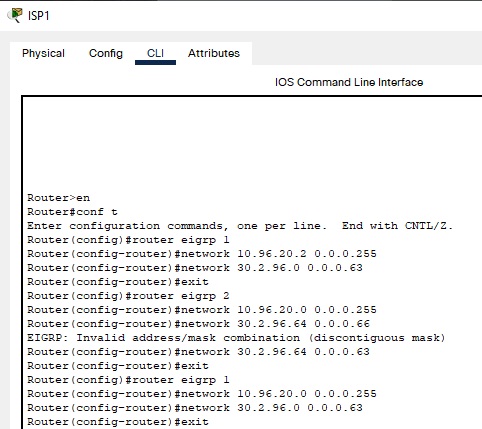 ISP1
Physical Config CLI Attributes
IOS Command Line Interface
Router>en
Router#conf t
Enter configuration commands, one per line.  End with CNTL/Z.
Router(config)#router eigrp 1
Router(config-router)#network 10.96.20.2 0.0.0.255
Router(config-router)#network 30.2.96.0 0.0.0.63
Router(config-router)#exit
Router(config)#router eigrp 2
Router(config-router)#network 10.96.20.0 0.0.0.255
Router(config-router)#network 30.2.96.64 0.0.0.66
EIGRP: Invalid address/mask combination (discontiguous mask)
Router(config-router)#network 30.2.96.64 0.0.0.63
Router(config-router)#exit
Router(config)#router eigrp 1
Router(config-router)#network 10.96.20.0 0.0.0.255
Router(config-router)#network 30.2.96.0 0.0.0.63
Router(config-router)#exit